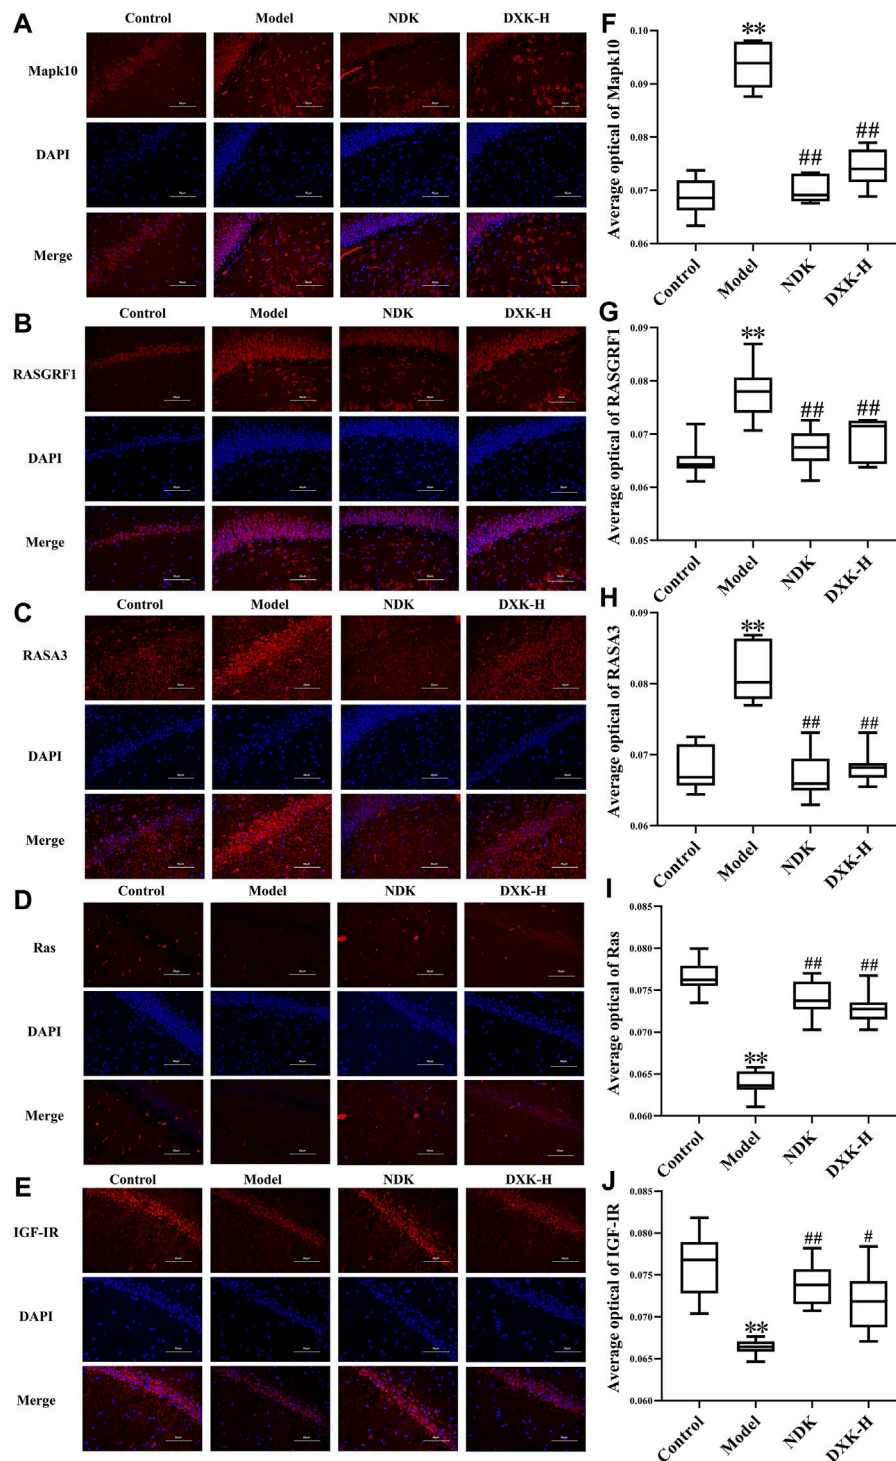 A
Control Model NDK DXK-H
Mapk10
DAPI
Merge
B
Control Model NDK DXK-H
RASGRF1
DAPI
Merge
C
Control Model NDK DXK-H
RASA3
DAPI
Merge
D
Control Model NDK DXK-H
Ras
DAPI
Merge
E
Control Model NDK DXK-H
IGF-IR
DAPI
Merge
F
Average optical of Mapk10
0.10
0.09
0.08
0.07
0.06
**
##
##
Control Model NDK DXK-H
G
Average optical of RASGRF1
0.09
0.08
0.07
0.06
0.05
**
##
##
Control Model NDK DXK-H
H
Average optical of RASA3
0.09
0.08
0.07
0.06
**
##
##
Control Model NDK DXK-H
I
Average optical of Ras
0.085
0.080
0.075
0.070
0.065
0.060
**
##
##
Control Model NDK DXK-H
J
Average optical of IGF-IR
0.085
0.080
0.075
0.070
0.065
0.060
**
##
#
Control Model NDK DXK-H